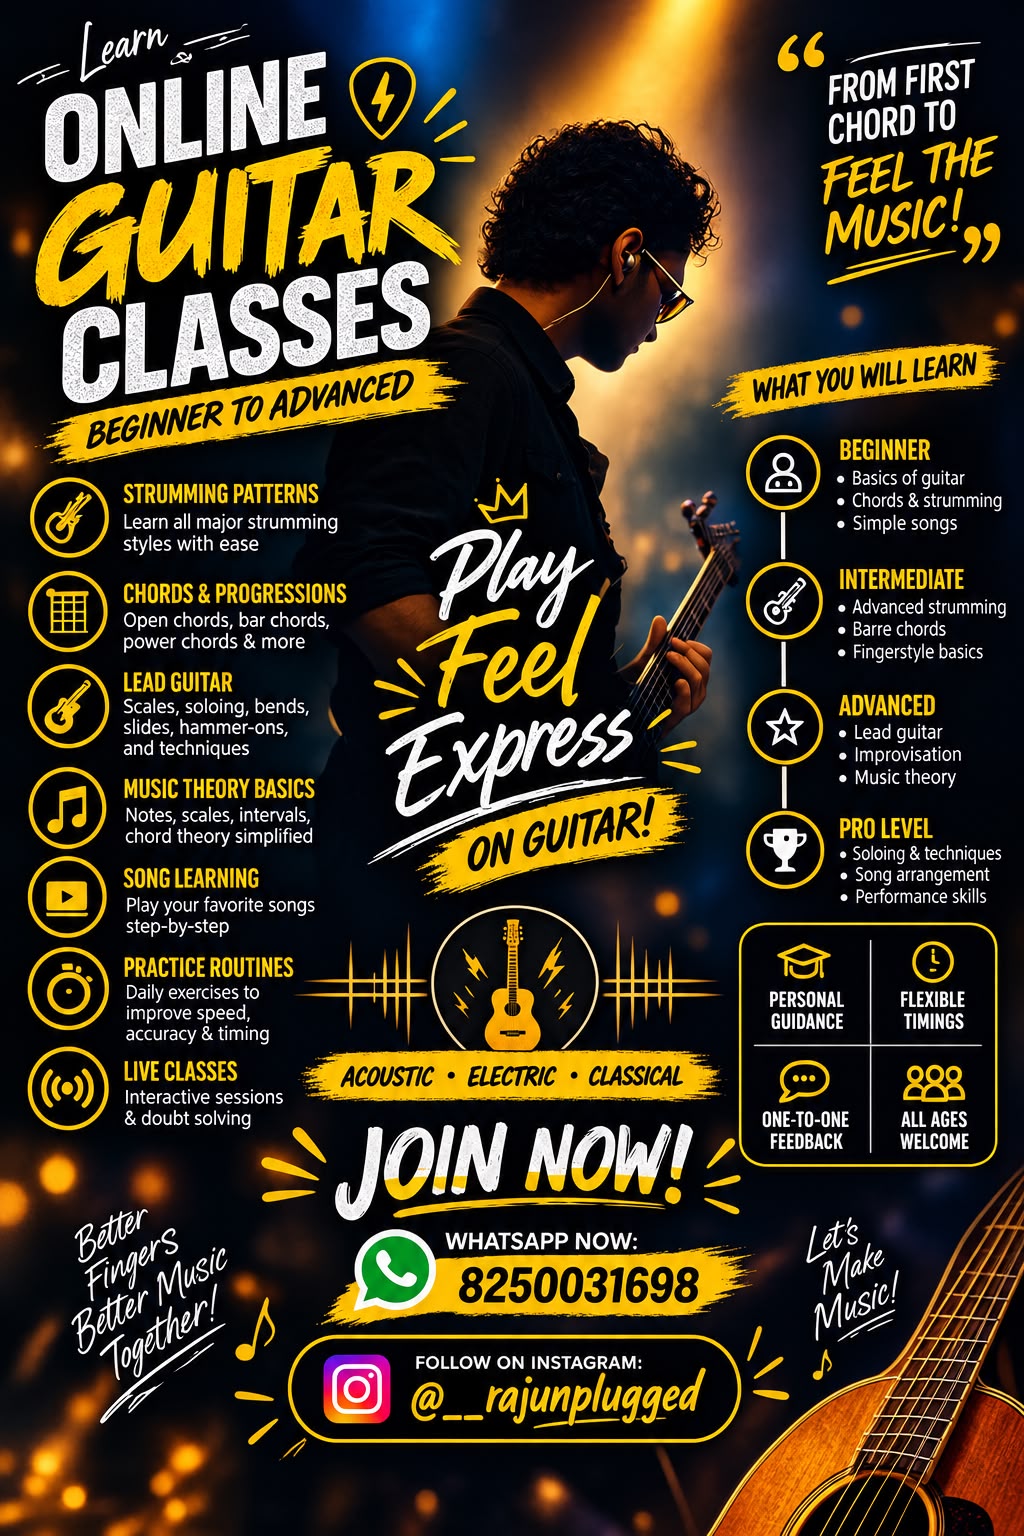 Learn
&
ONLINE
GUITAR
CLASSES
BEGINNER TO ADVANCED
“ FROM FIRST
CHORD TO
FEEL THE
MUSIC! ”
STRUMMING PATTERNS
Learn all major strumming
styles with ease
CHORDS & PROGRESSIONS
Open chords, bar chords,
power chords & more
LEAD GUITAR
Scales, soloing, bends,
slides, hammer-ons,
and techniques
MUSIC THEORY BASICS
Notes, scales, intervals,
chord theory simplified
SONG LEARNING
Play your favorite songs
step-by-step
PRACTICE ROUTINES
Daily exercises to
improve speed,
accuracy & timing
LIVE CLASSES
Interactive sessions
& doubt solving
Play
Feel
Express
ON GUITAR!
WHAT YOU WILL LEARN
BEGINNER
• Basics of guitar
• Chords & strumming
• Simple songs
INTERMEDIATE
• Advanced strumming
• Barre chords
• Fingerstyle basics
ADVANCED
• Lead guitar
• Improvisation
• Music theory
PRO LEVEL
• Soloing & techniques
• Song arrangement
• Performance skills
PERSONAL
GUIDANCE
FLEXIBLE
TIMINGS
ONE-TO-ONE
FEEDBACK
ALL AGES
WELCOME
ACOUSTIC • ELECTRIC • CLASSICAL
JOIN NOW!
WHATSAPP NOW:
8250031698
FOLLOW ON INSTAGRAM:
@__rajunplugged
Better
Fingers
Better Music
Together!
Let's
Make
Music!